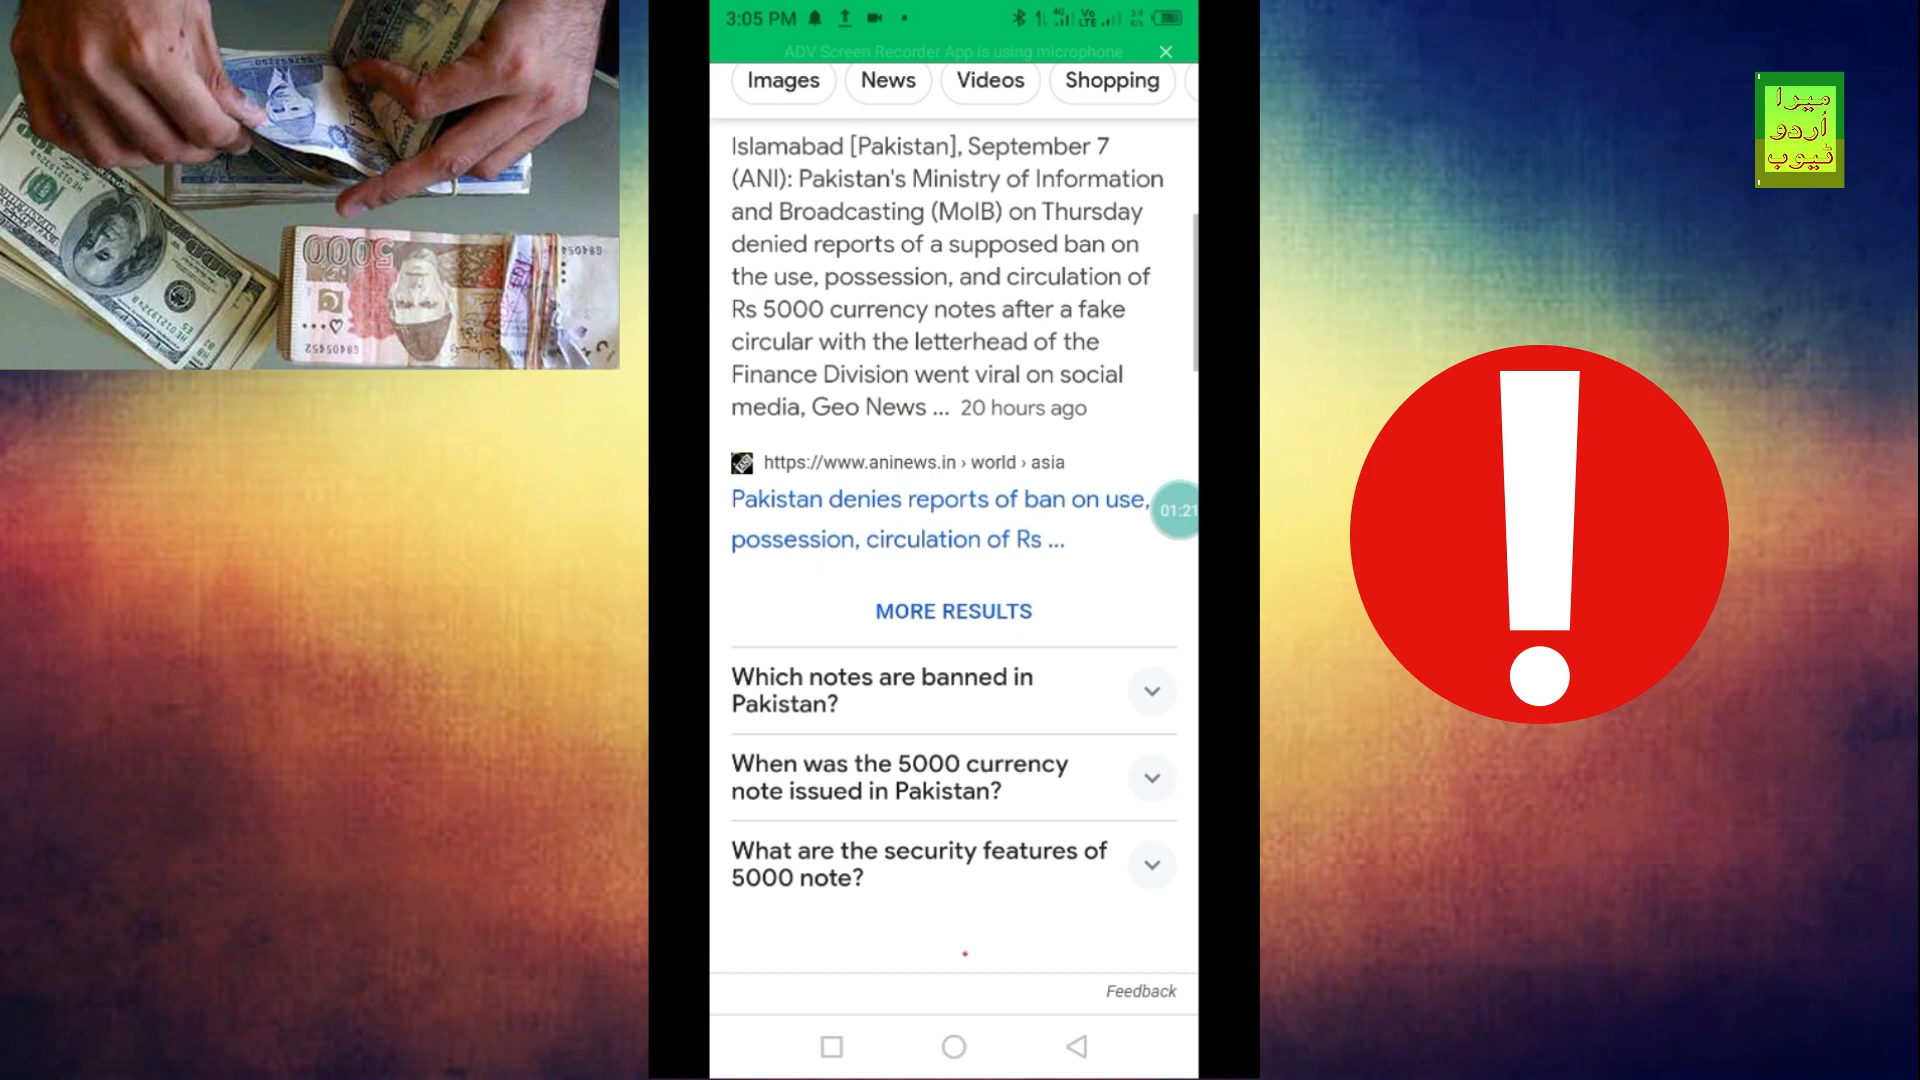 3:05 PM
ADV Screen Recorder App is using microphone
Images
News
Videos
Shopping
Islamabad [Pakistan], September 7
(ANI): Pakistan's Ministry of Information
and Broadcasting (MoIB) on Thursday
denied reports of a supposed ban on
the use, possession, and circulation of
Rs 5000 currency notes after a fake
circular with the letterhead of the
Finance Division went viral on social
media, Geo News ... 20 hours ago
https://www.aninews.in › world › asia
Pakistan denies reports of ban on use,
possession, circulation of Rs ...
01:21
MORE RESULTS
Which notes are banned in
Pakistan?
When was the 5000 currency
note issued in Pakistan?
What are the security features of
5000 note?
Feedback
میرا
اُردو
ٹیوب
5000
G8405452
100